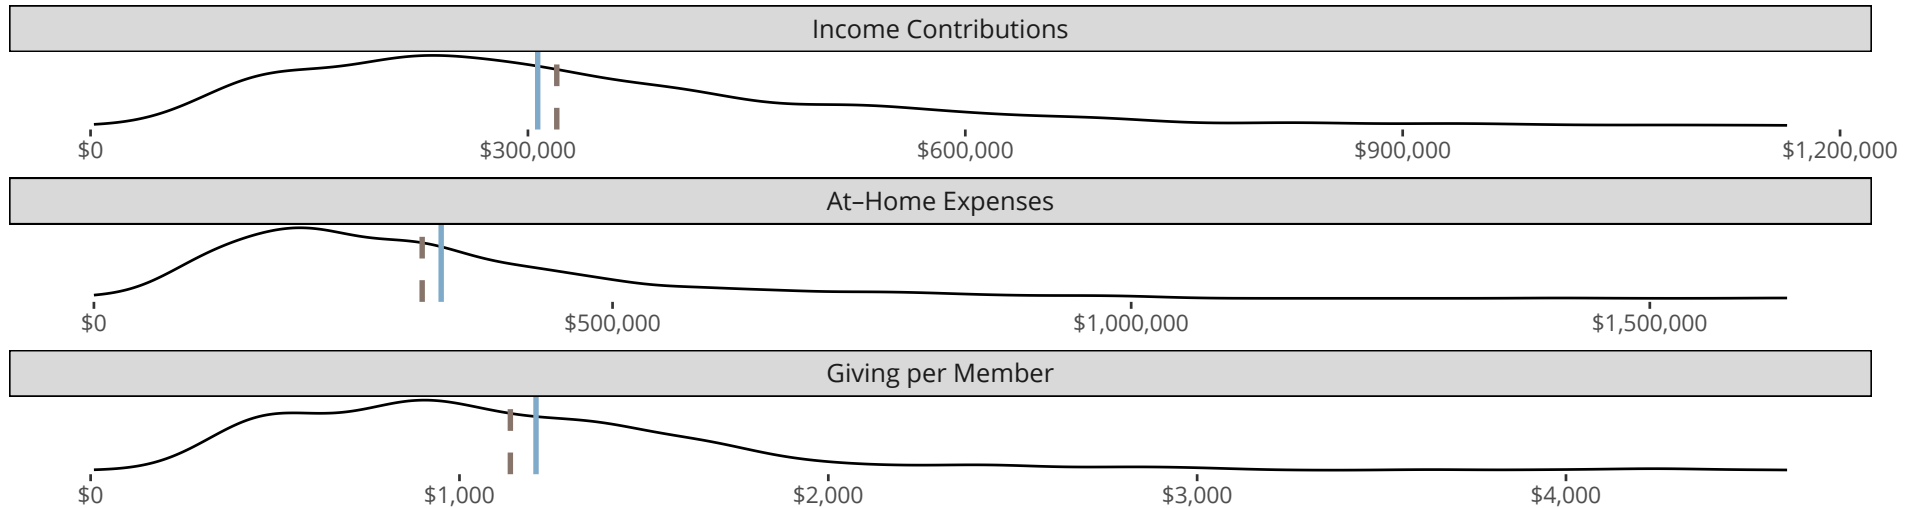 Income Contributions
$0 $300,000 $600,000 $900,000 $1,200,000
At–Home Expenses
$0 $500,000 $1,000,000 $1,500,000
Giving per Member
$0 $1,000 $2,000 $3,000 $4,000